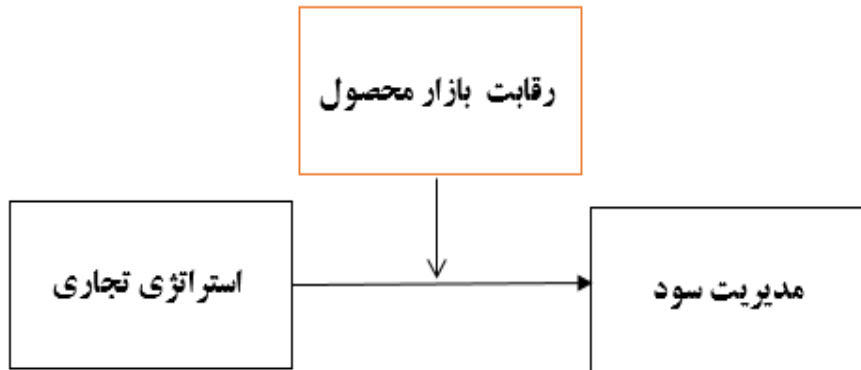 رقابت بازار محصول
استراتژی تجاری
مدیریت سود